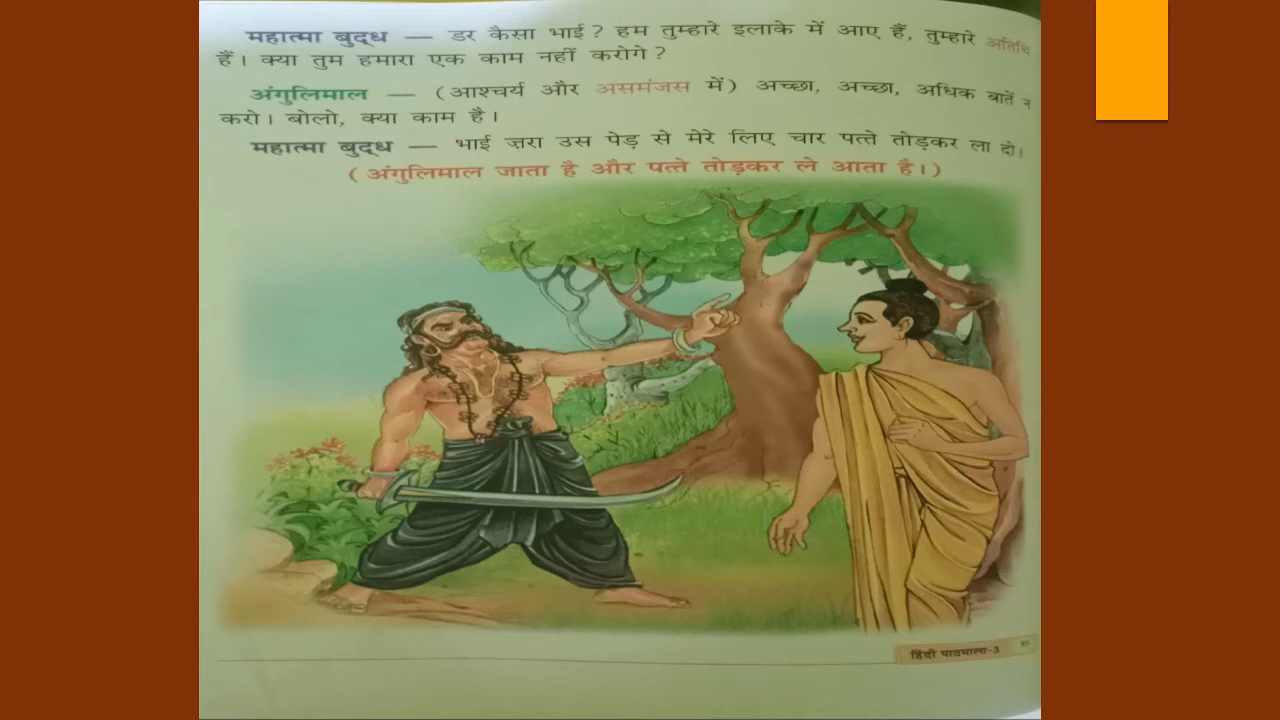 महात्मा बुद्ध — डर कैसा भाई? हम तुम्हारे इलाके में आए हैं, तुम्हारे अतिथि
हैं। क्या तुम हमारा एक काम नहीं करोगे?
अंगुलिमाल — (आश्चर्य और असमंजस में) अच्छा, अच्छा, अधिक बातें न
करो। बोलो, क्या काम है।
महात्मा बुद्ध — भाई ज़रा उस पेड़ से मेरे लिए चार पत्ते तोड़कर ला दो।
(अंगुलिमाल जाता है और पत्ते तोड़कर ले आता है।)
हिंदी पाठमाला-3